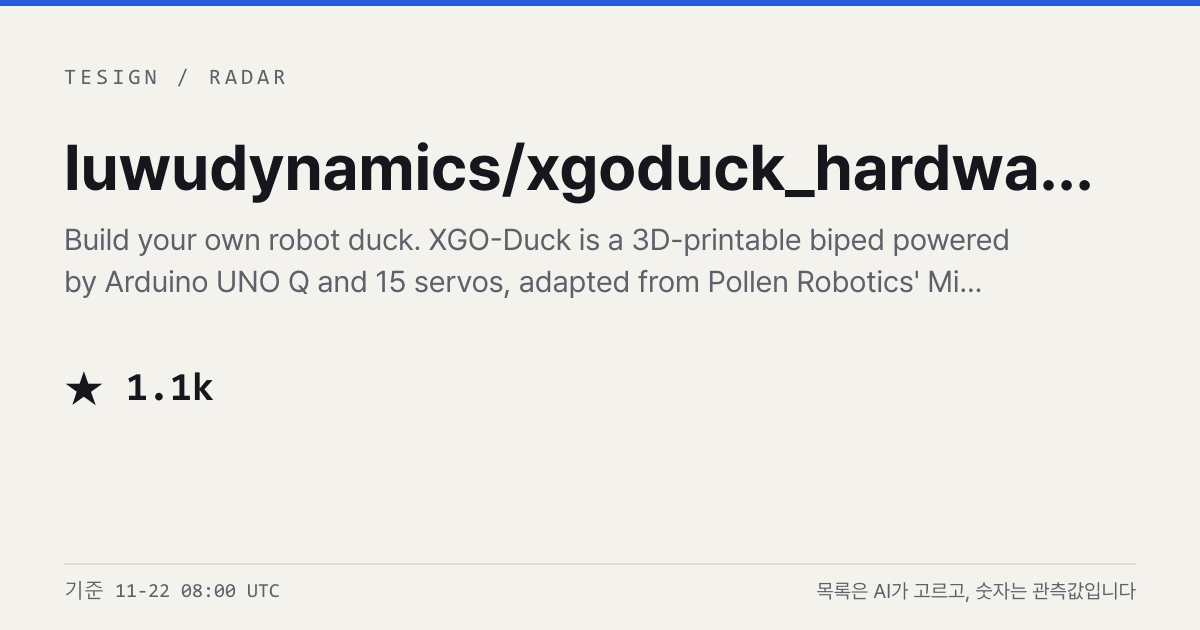 TESIGN / RADAR
luwudynamics/xgoduck_hardwa...
Build your own robot duck. XGO-Duck is a 3D-printable biped powered
by Arduino UNO Q and 15 servos, adapted from Pollen Robotics' Mi...
★ 1.1k
기준 11-22 08:00 UTC
목록은 AI가 고르고, 숫자는 관측값입니다